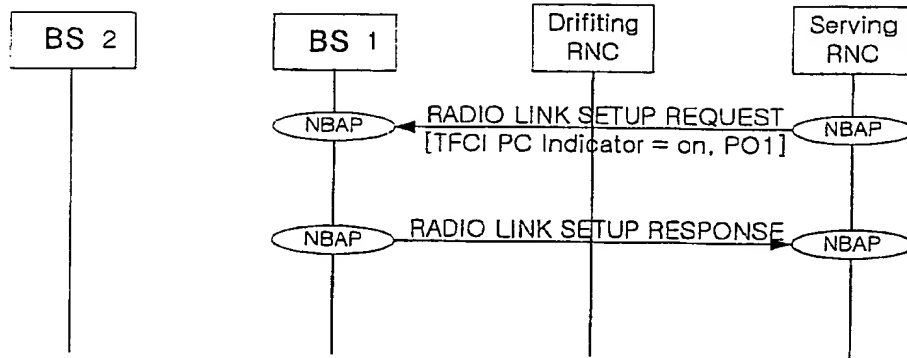 BS 2
BS 1
Drifiting
RNC
Serving
RNC
NBAP
RADIO LINK SETUP REQUEST
[TFCI PC Indicator = on, PO1]
NBAP
NBAP
RADIO LINK SETUP RESPONSE
NBAP